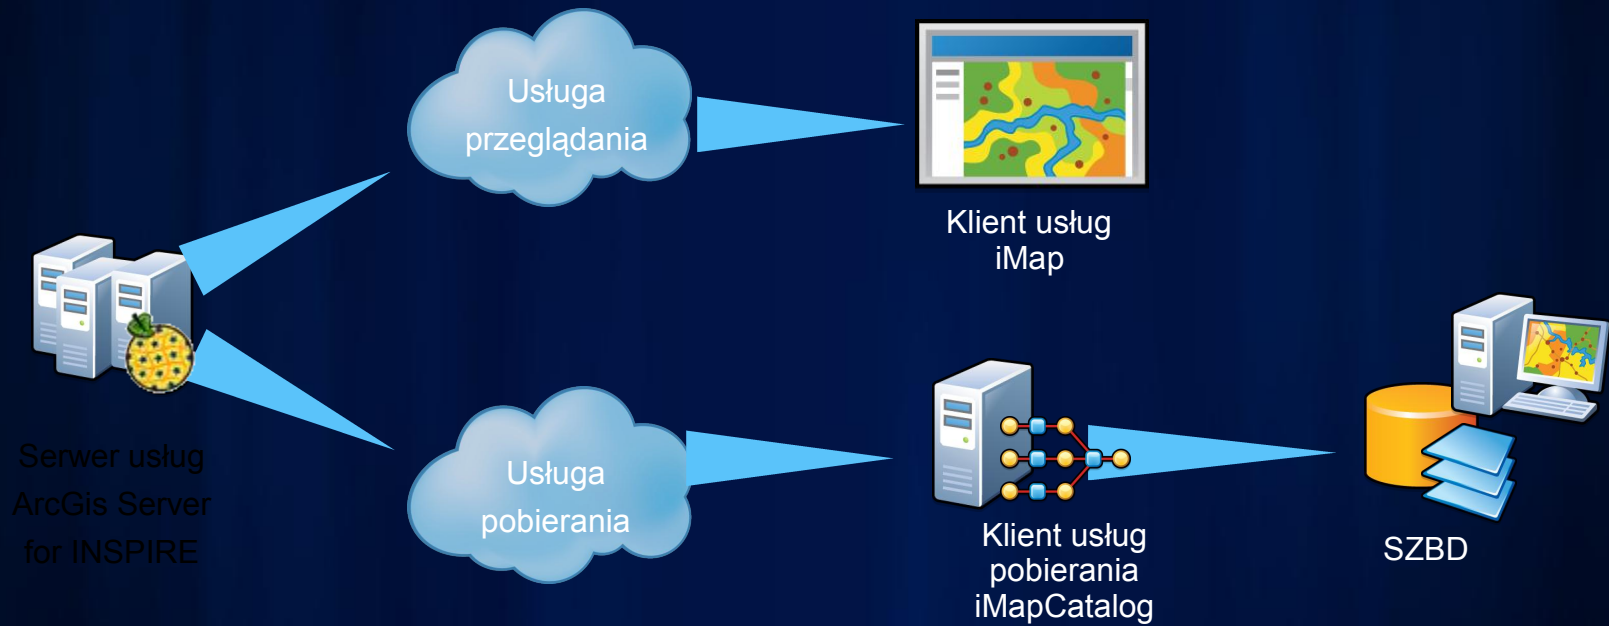 Usługa
przeglądania
Klient usług
iMap
Serwer usług
ArcGis Server
for INSPIRE
Usługa
pobierania
Klient usług
pobierania
iMapCatalog
SZBD